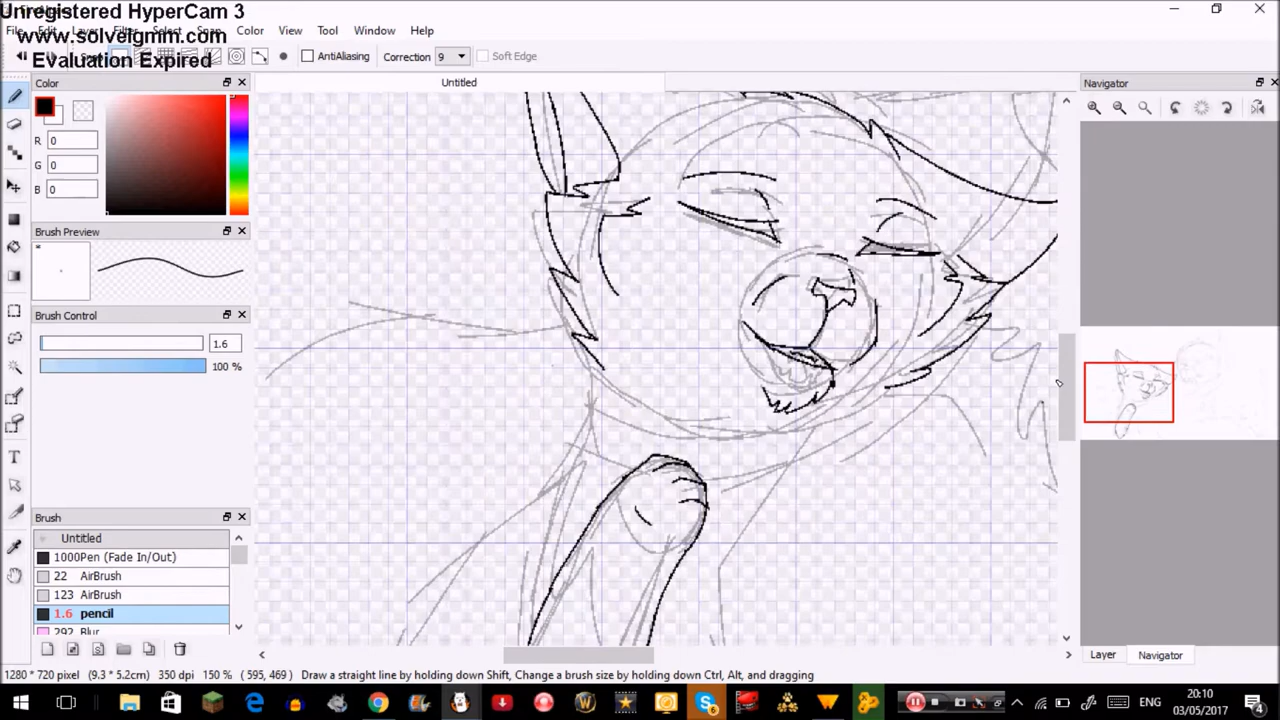 Unregistered HyperCam 3
www.solveigmm.com
Evaluation Expired
File Edit Layer Filter Select Snap Color View Tool Window Help
Snap AntiAliasing Correction 9 Soft Edge
Color
Untitled
Navigator
R 0
G 0
B 0
Brush Preview
*
Brush Control
1.6
100 %
Brush
Untitled
1000Pen (Fade In/Out)
22 AirBrush
123 AirBrush
1.6 pencil
292 Blur
Layer Navigator
1280 * 720 pixel (9.3 * 5.2cm) 350 dpi 150 % ( 595, 469 ) Draw a straight line by holding down Shift, Change a brush size by holding down Ctrl, Alt, and dragging
ENG
20:10
03/05/2017
6
4